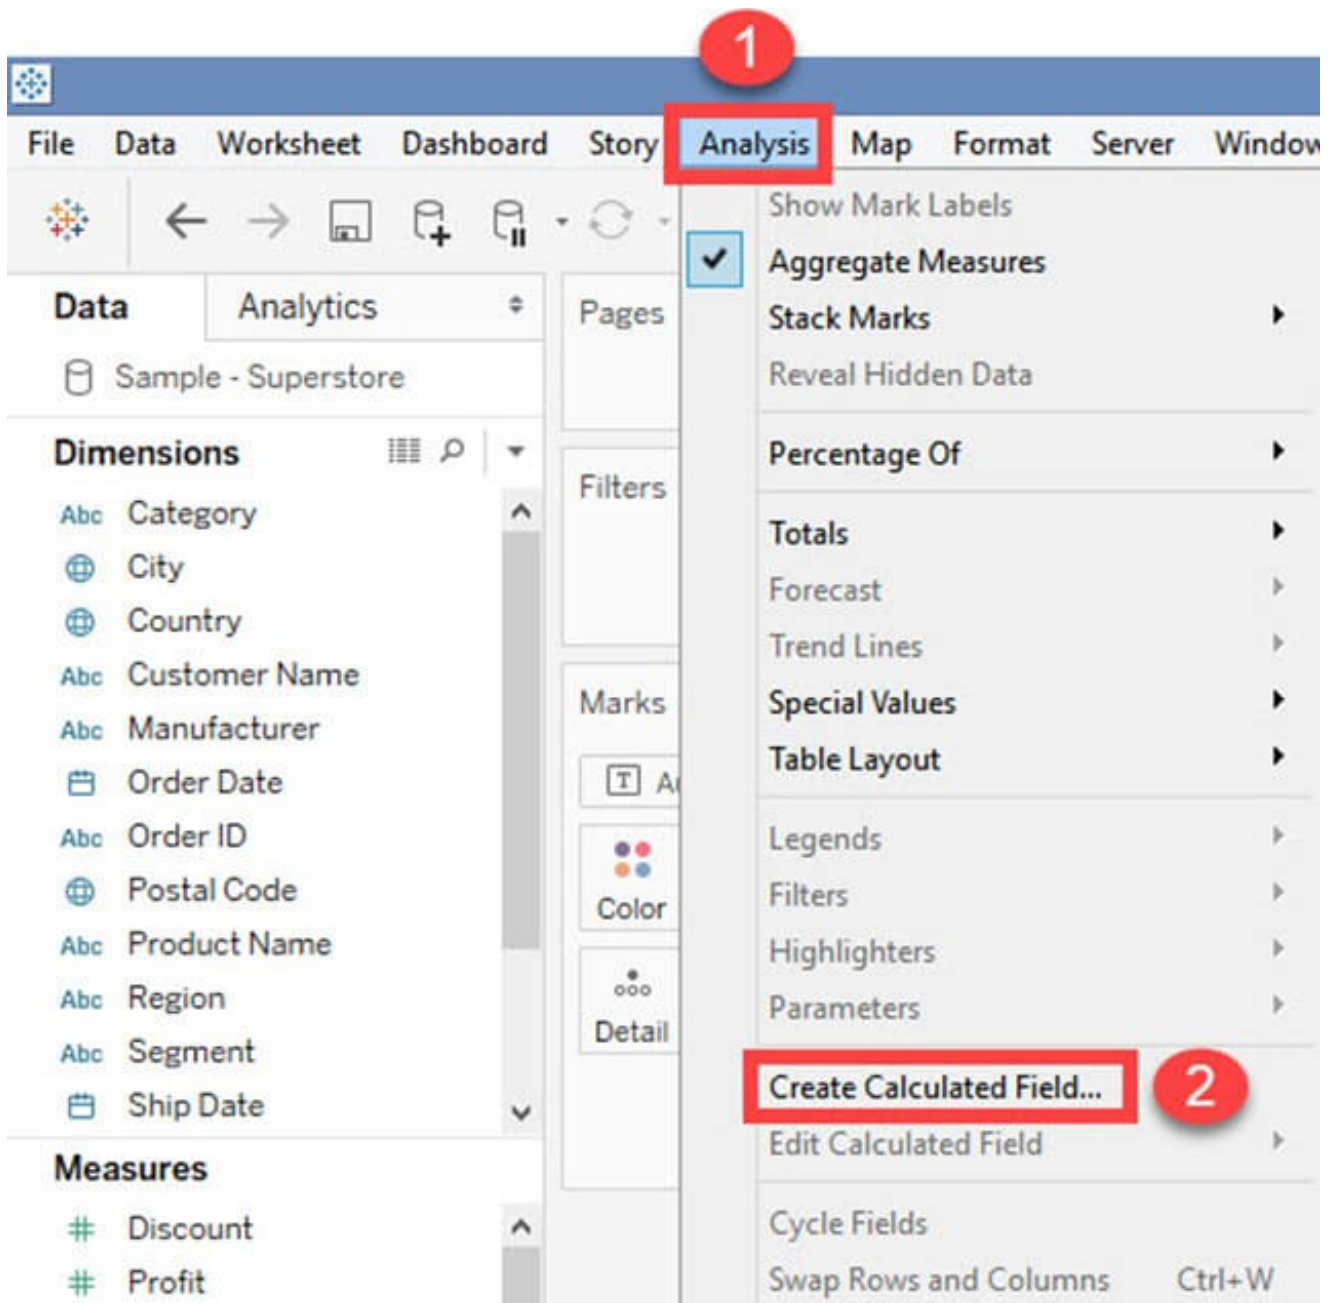 1
File Data Worksheet Dashboard Story Analysis Map Format Server Window
Data Analytics
Sample - Superstore
Dimensions
Abc Category
City
Country
Abc Customer Name
Abc Manufacturer
Order Date
Abc Order ID
Postal Code
Abc Product Name
Abc Region
Abc Segment
Ship Date
Measures
# Discount
# Profit
Pages
Filters
Marks
T
Color
Detail
Show Mark Labels
Aggregate Measures
Stack Marks
Reveal Hidden Data
Percentage Of
Totals
Forecast
Trend Lines
Special Values
Table Layout
Legends
Filters
Highlighters
Parameters
Create Calculated Field... 2
Edit Calculated Field
Cycle Fields
Swap Rows and Columns Ctrl+W